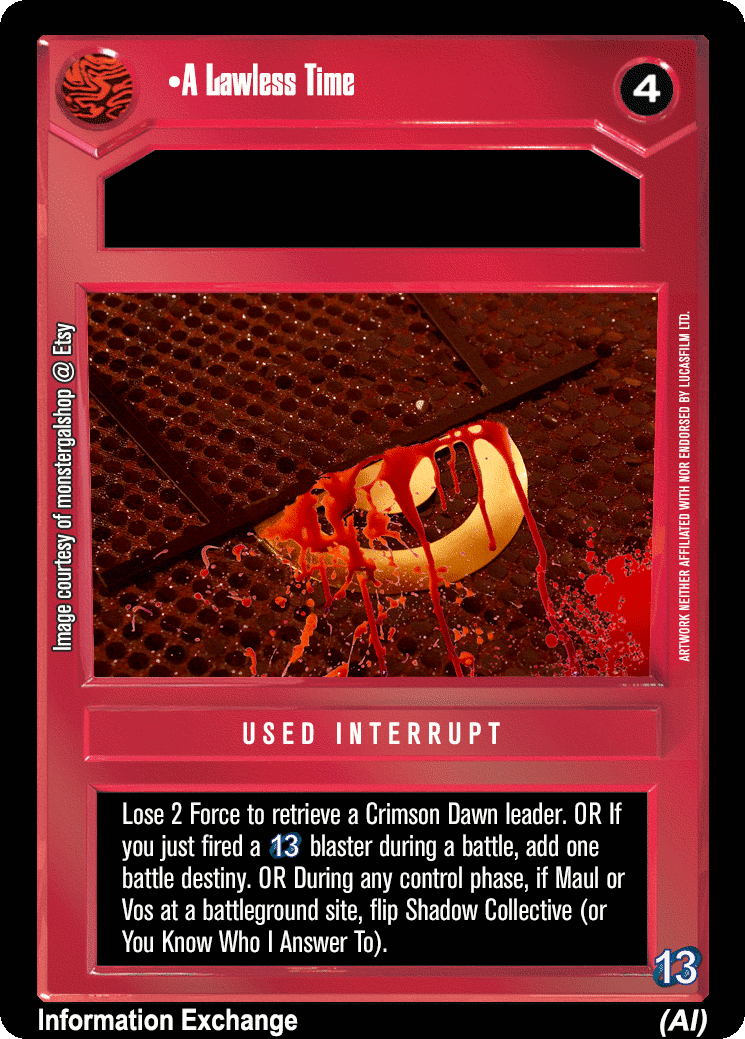 •A Lawless Time
4
Image courtesy of monstergalshop @ Etsy
ARTWORK NEITHER AFFILIATED WITH NOR ENDORSED BY LUCASFILM LTD.
USED INTERRUPT
Lose 2 Force to retrieve a Crimson Dawn leader. OR If
you just fired a 13 blaster during a battle, add one
battle destiny. OR During any control phase, if Maul or
Vos at a battleground site, flip Shadow Collective (or
You Know Who I Answer To).
13
Information Exchange
(AI)